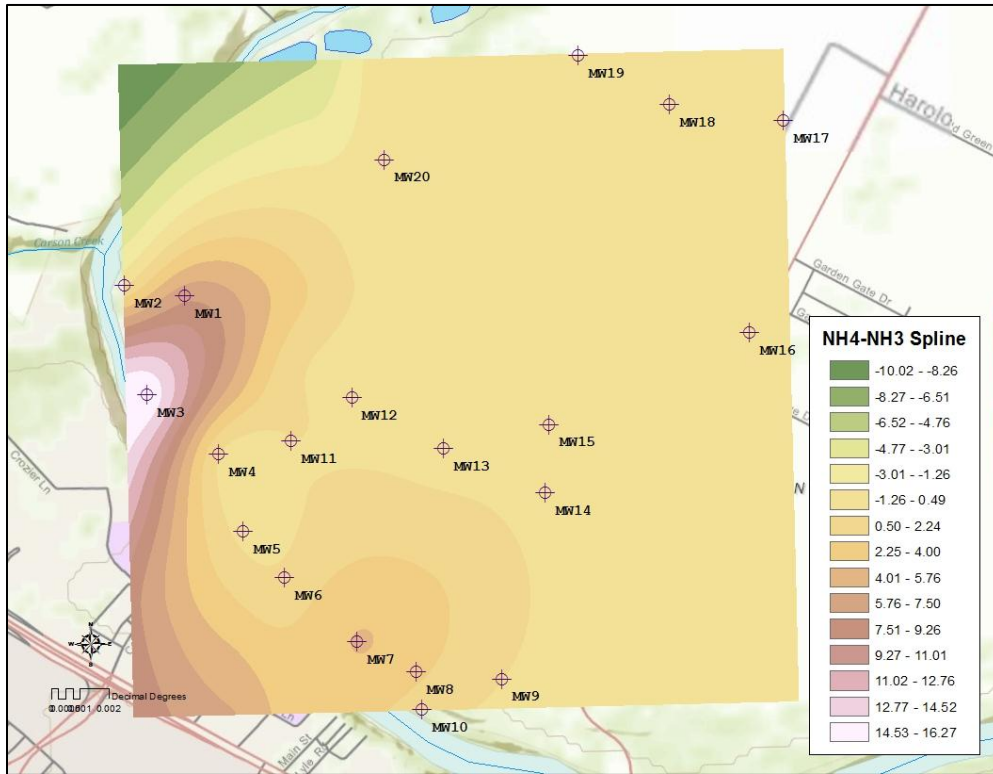 MW19
Harolo
d Green
MW18
MW17
MW20
Carson Creek
Garden Gate Dr
Ga
MW2
MW1
NH4-NH3 Spline
MW16
-10.02 - -8.26
-8.27 - -6.51
MW3
MW12
-6.52 - -4.76
MW15
-4.77 - -3.01
MW11
MW13
-3.01 - -1.26
Crozier Ln
MW4
-1.26 - 0.49
MW14
N
0.50 - 2.24
MW5
2.25 - 4.00
4.01 - 5.76
MW6
5.76 - 7.50
7.51 - 9.26
W E
S
MW7
9.27 - 11.01
MW8
11.02 - 12.76
MW9
Decimal Degrees
0.002
12.77 - 14.52
Ln
MW10
Main St
14.53 - 16.27
Lyle Rd